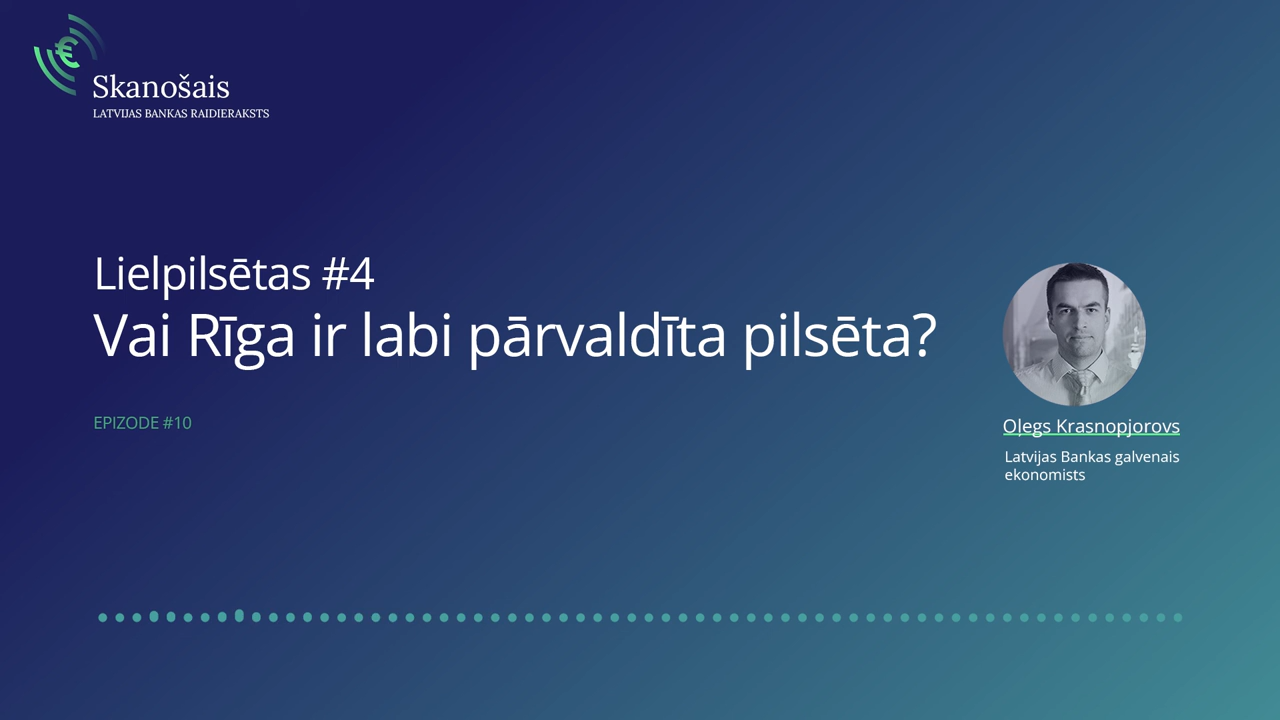 Skanošais
LATVIJAS BANKAS RAIDIERAKSTS
Lielpilsētas #4
Vai Rīga ir labi pārvaldīta pilsēta?
EPIZODE #10
Oļegs Krasnopjorovs
Latvijas Bankas galvenais
ekonomists